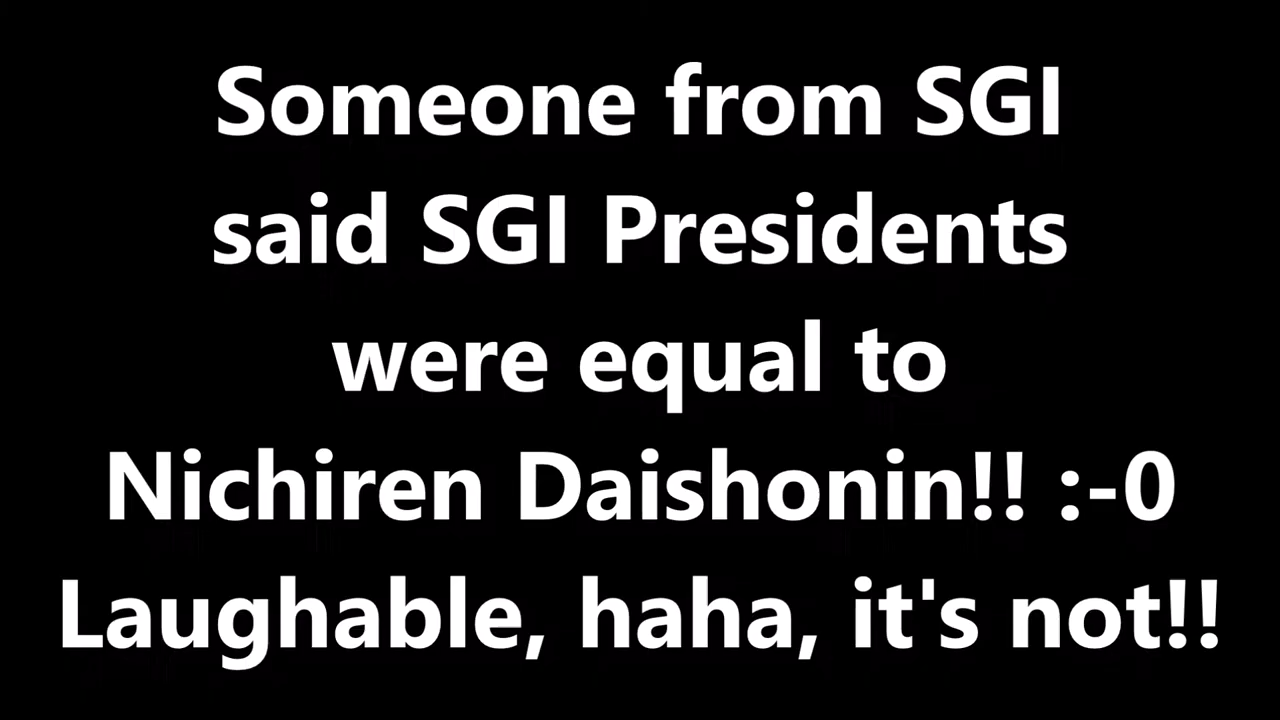 Someone from SGI
said SGI Presidents
were equal to
Nichiren Daishonin!! :-0
Laughable, haha, it's not!!